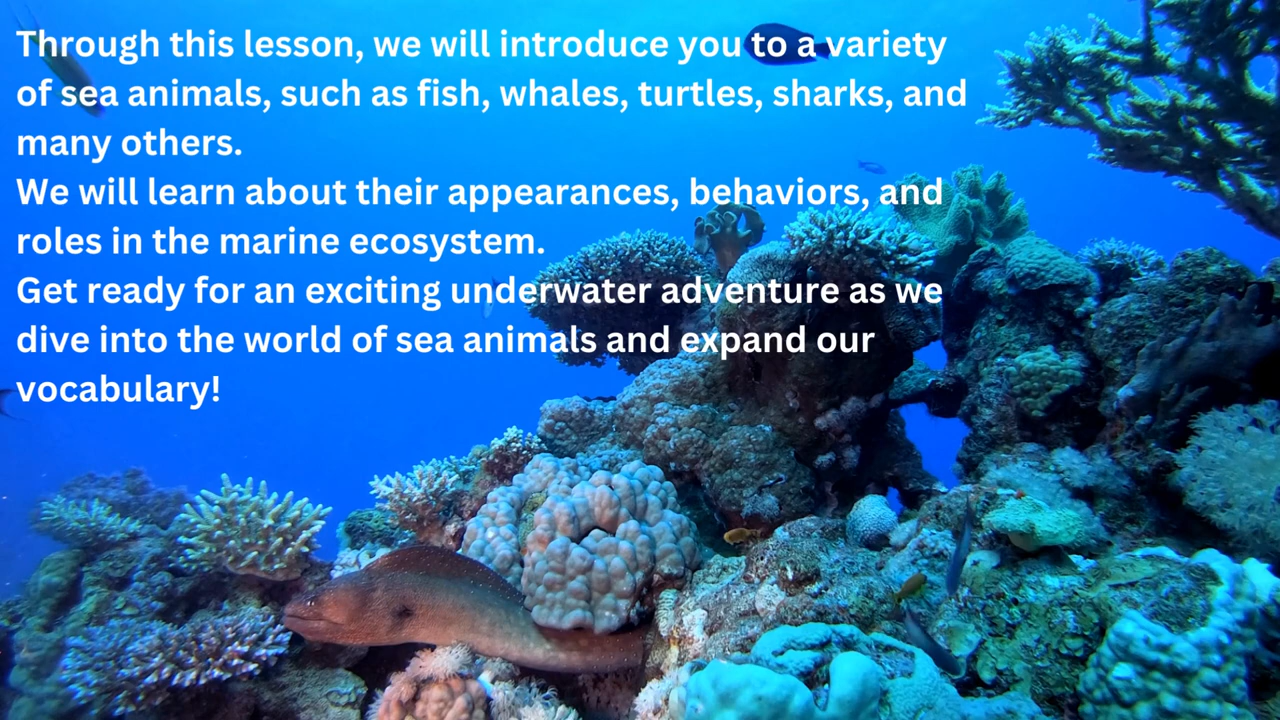 Through this lesson, we will introduce you to a variety
of sea animals, such as fish, whales, turtles, sharks, and
many others.
We will learn about their appearances, behaviors, and
roles in the marine ecosystem.
Get ready for an exciting underwater adventure as we
dive into the world of sea animals and expand our
vocabulary!